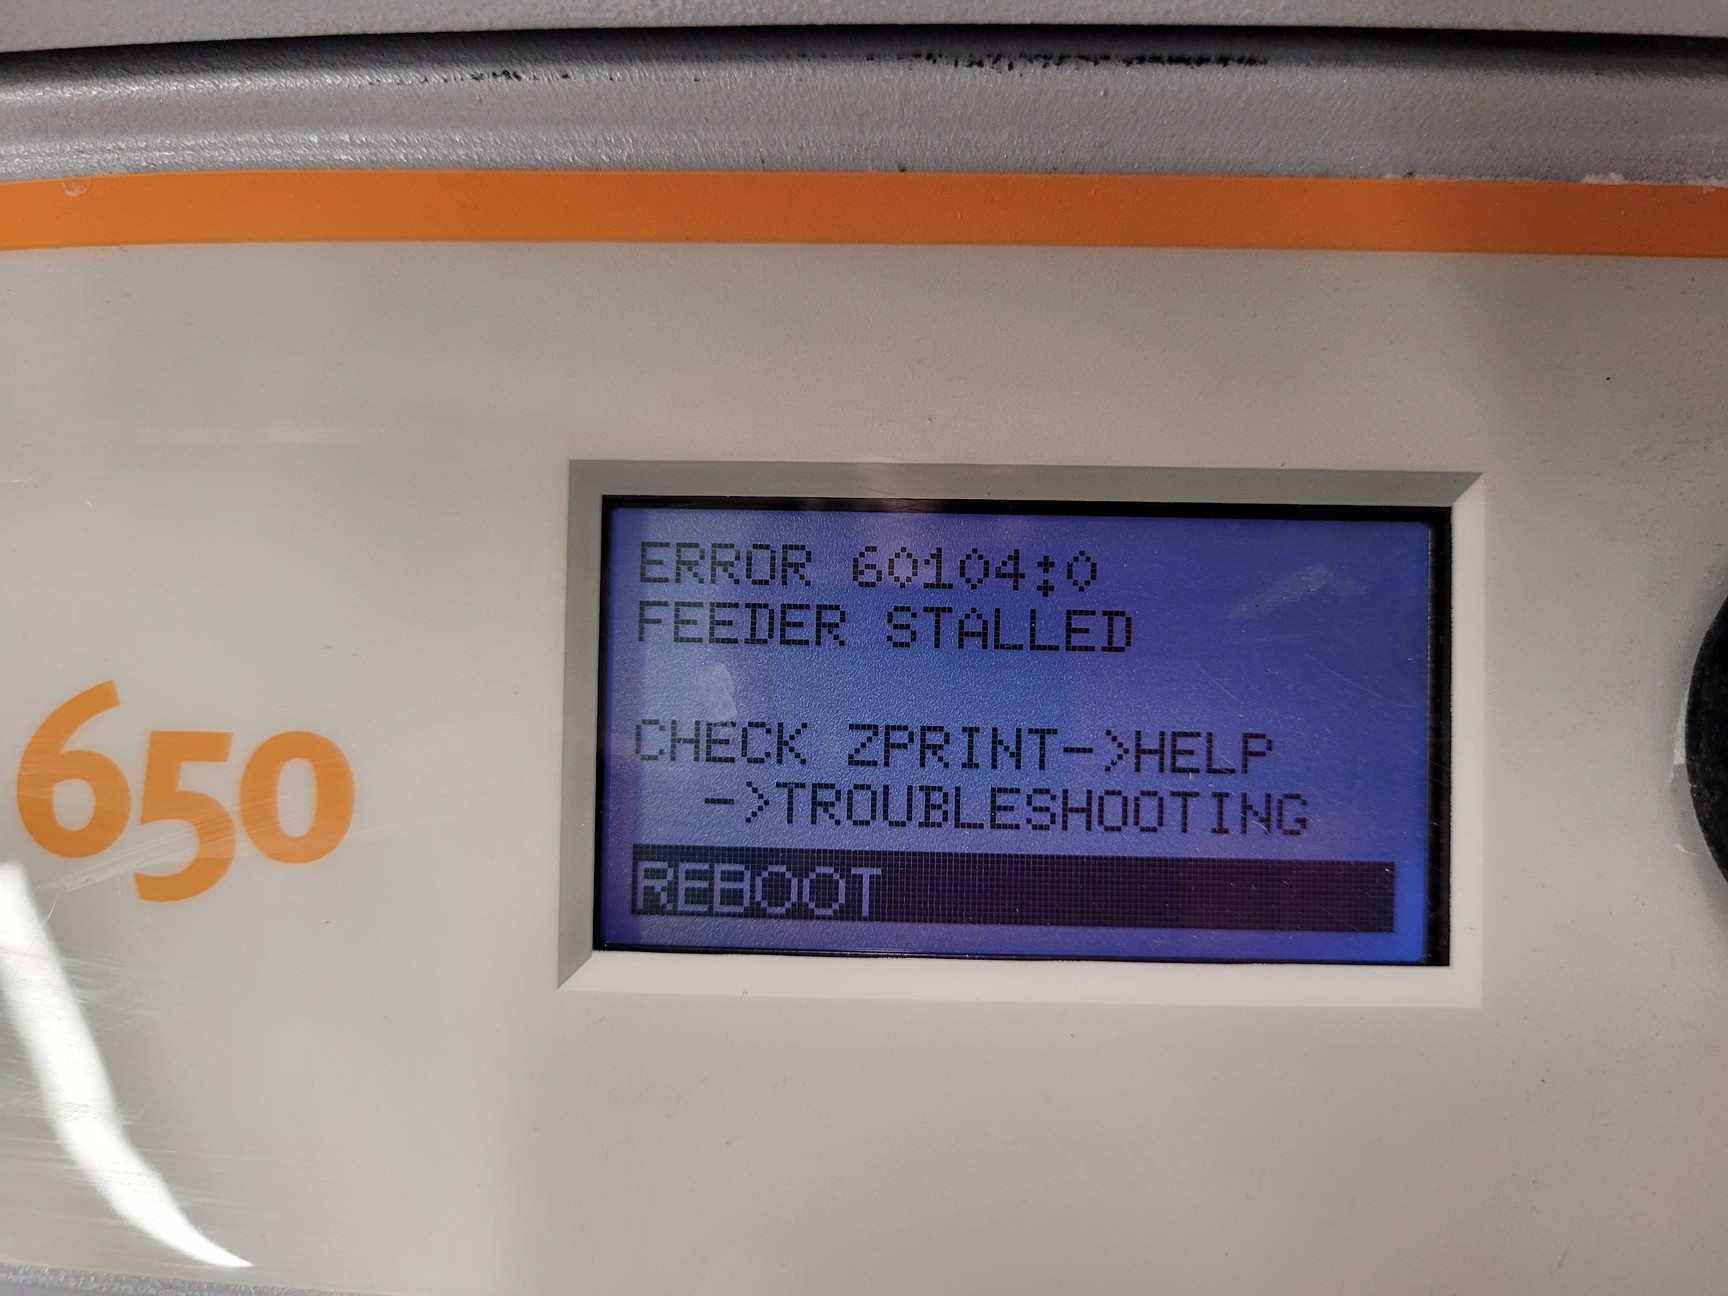 650
ERROR 60104:0
FEEDER STALLED
CHECK ZPRINT->HELP
->TROUBLESHOOTING
REBOOT